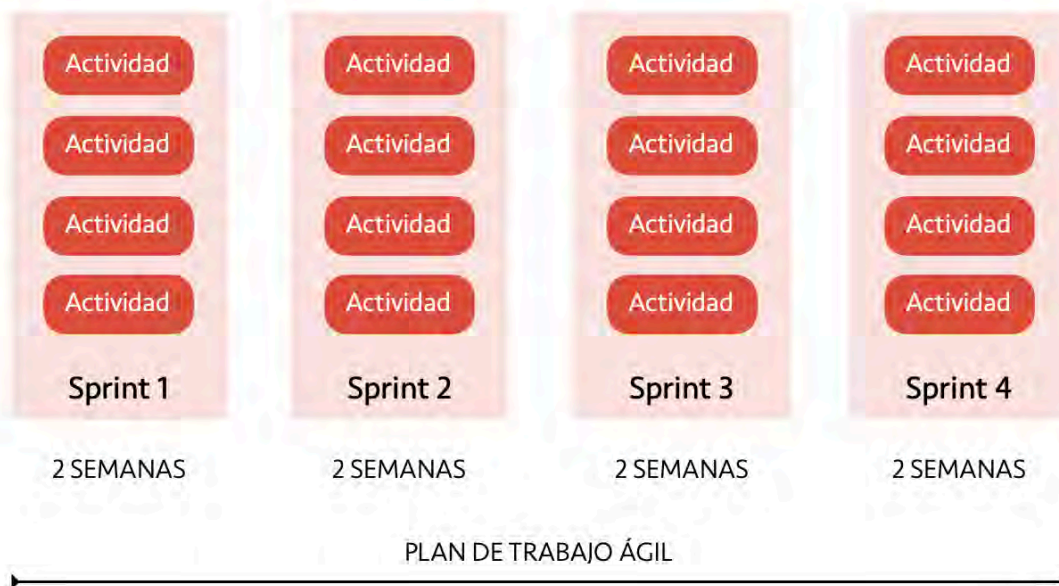 Actividad Actividad Actividad Actividad
Actividad Actividad Actividad Actividad
Actividad Actividad Actividad Actividad
Actividad Actividad Actividad Actividad
Sprint 1 Sprint 2 Sprint 3 Sprint 4
2 SEMANAS 2 SEMANAS 2 SEMANAS 2 SEMANAS
PLAN DE TRABAJO ÁGIL